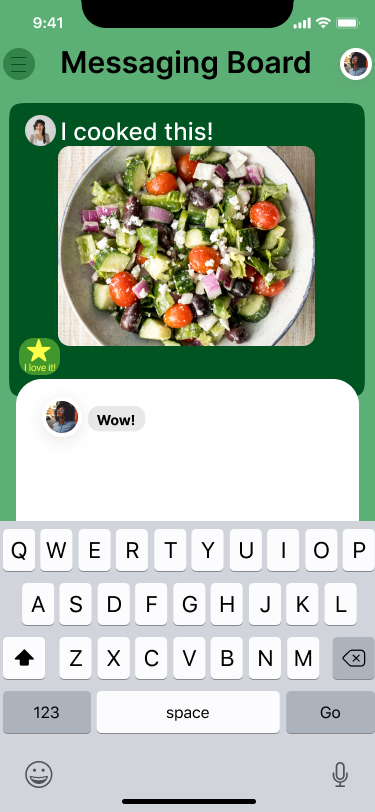 9:41
Messaging Board
I cooked this!
I love it!
Wow!
Q W E R T Y U I O P
A S D F G H J K L
Z X C V B N M
123 space Go